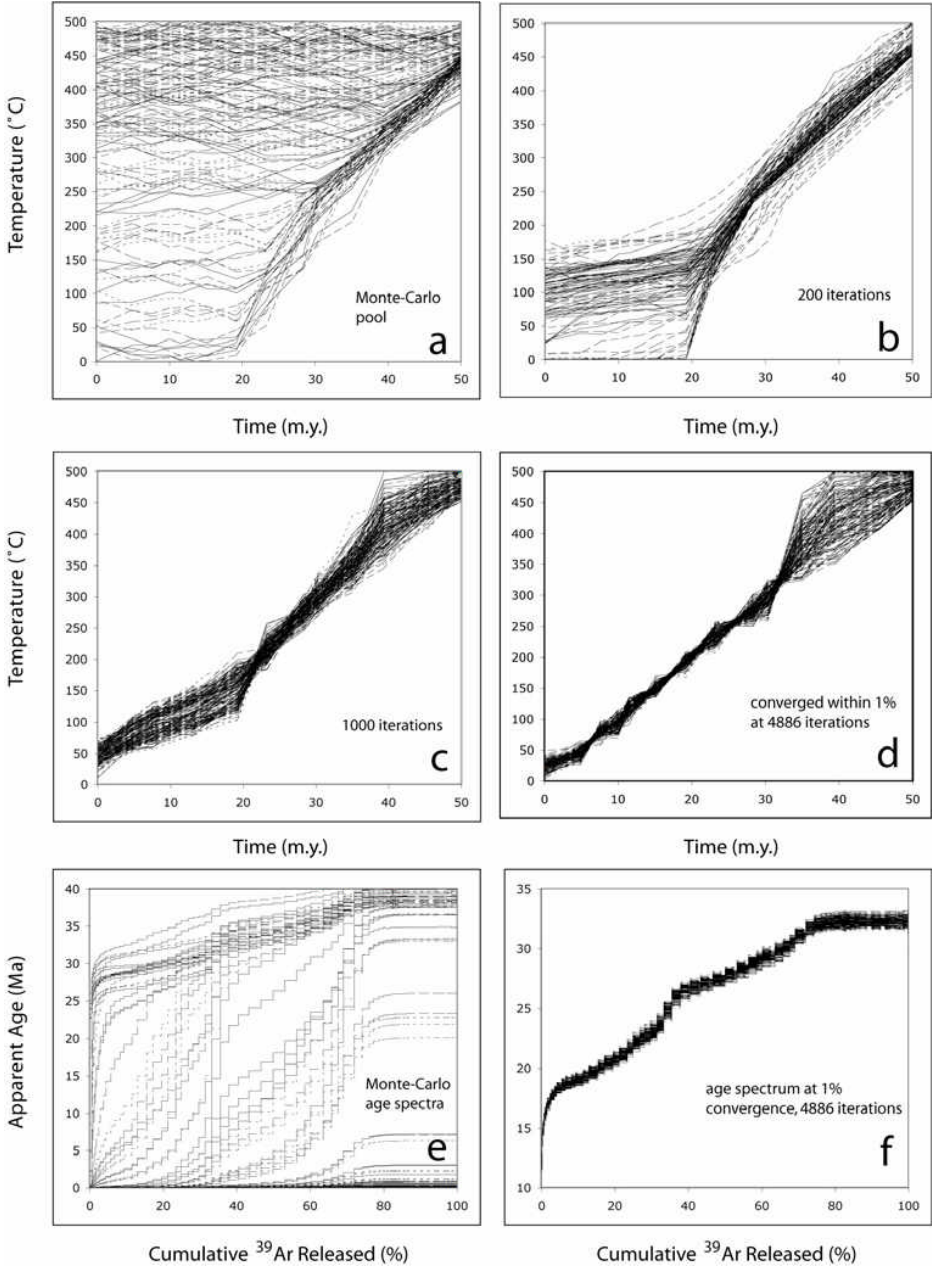 500
450
400
350
300
250
200
150
100
50
0
0 10 20 30 40 50
Temperature (˚C)
Time (m.y.)
Monte-Carlo
pool
a
500
450
400
350
300
250
200
150
100
50
0
0 10 20 30 40 50
Time (m.y.)
200 iterations
b
500
450
400
350
300
250
200
150
100
50
0
0 10 20 30 40 50
Temperature (˚C)
Time (m.y.)
1000 iterations
c
500
450
400
350
300
250
200
150
100
50
0
0 10 20 30 40 50
Time (m.y.)
converged within 1%
at 4886 iterations
d
40
35
30
25
20
15
10
5
0
0 20 40 60 80 100
Apparent Age (Ma)
Cumulative ³⁹Ar Released (%)
Monte-Carlo
age spectra
e
35
30
25
20
15
10
0 20 40 60 80 100
Cumulative ³⁹Ar Released (%)
age spectrum at 1%
convergence, 4886 iterations
f